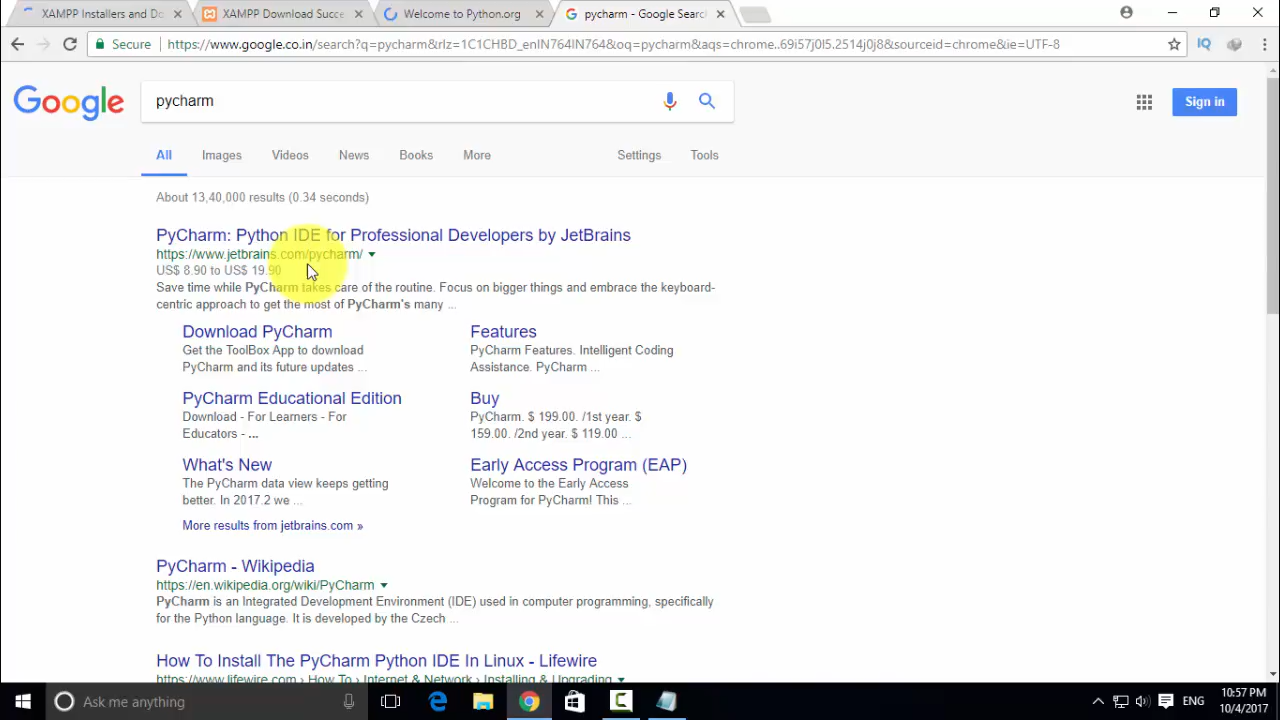 XAMPP Installers and Do
XAMPP Download Succe
Welcome to Python.org
pycharm - Google Search
Secure
https://www.google.co.in/search?q=pycharm&rlz=1C1CHBD_enIN764IN764&oq=pycharm&aqs=chrome..69i57j0l5.2514j0j8&sourceid=chrome&ie=UTF-8
Google
pycharm
Sign in
All
Images
Videos
News
Books
More
Settings
Tools
About 13,40,000 results (0.34 seconds)
PyCharm: Python IDE for Professional Developers by JetBrains
https://www.jetbrains.com/pycharm/
US$ 8.90 to US$ 19.90
Save time while PyCharm takes care of the routine. Focus on bigger things and embrace the keyboard-
centric approach to get the most of PyCharm's many ...
Download PyCharm
Get the ToolBox App to download
PyCharm and its future updates ...
Features
PyCharm Features. Intelligent Coding
Assistance. PyCharm ...
PyCharm Educational Edition
Download - For Learners - For
Educators - ...
Buy
PyCharm. $ 199.00. /1st year. $
159.00. /2nd year. $ 119.00 ...
What's New
The PyCharm data view keeps getting
better. In 2017.2 we ...
Early Access Program (EAP)
Welcome to the Early Access
Program for PyCharm! This ...
More results from jetbrains.com »
PyCharm - Wikipedia
https://en.wikipedia.org/wiki/PyCharm
PyCharm is an Integrated Development Environment (IDE) used in computer programming, specifically
for the Python language. It is developed by the Czech ...
How To Install The PyCharm Python IDE In Linux - Lifewire
https://www.lifewire.com › How To › Internet & Network › Installing & Upgrading
Ask me anything
ENG
10:57 PM
10/4/2017